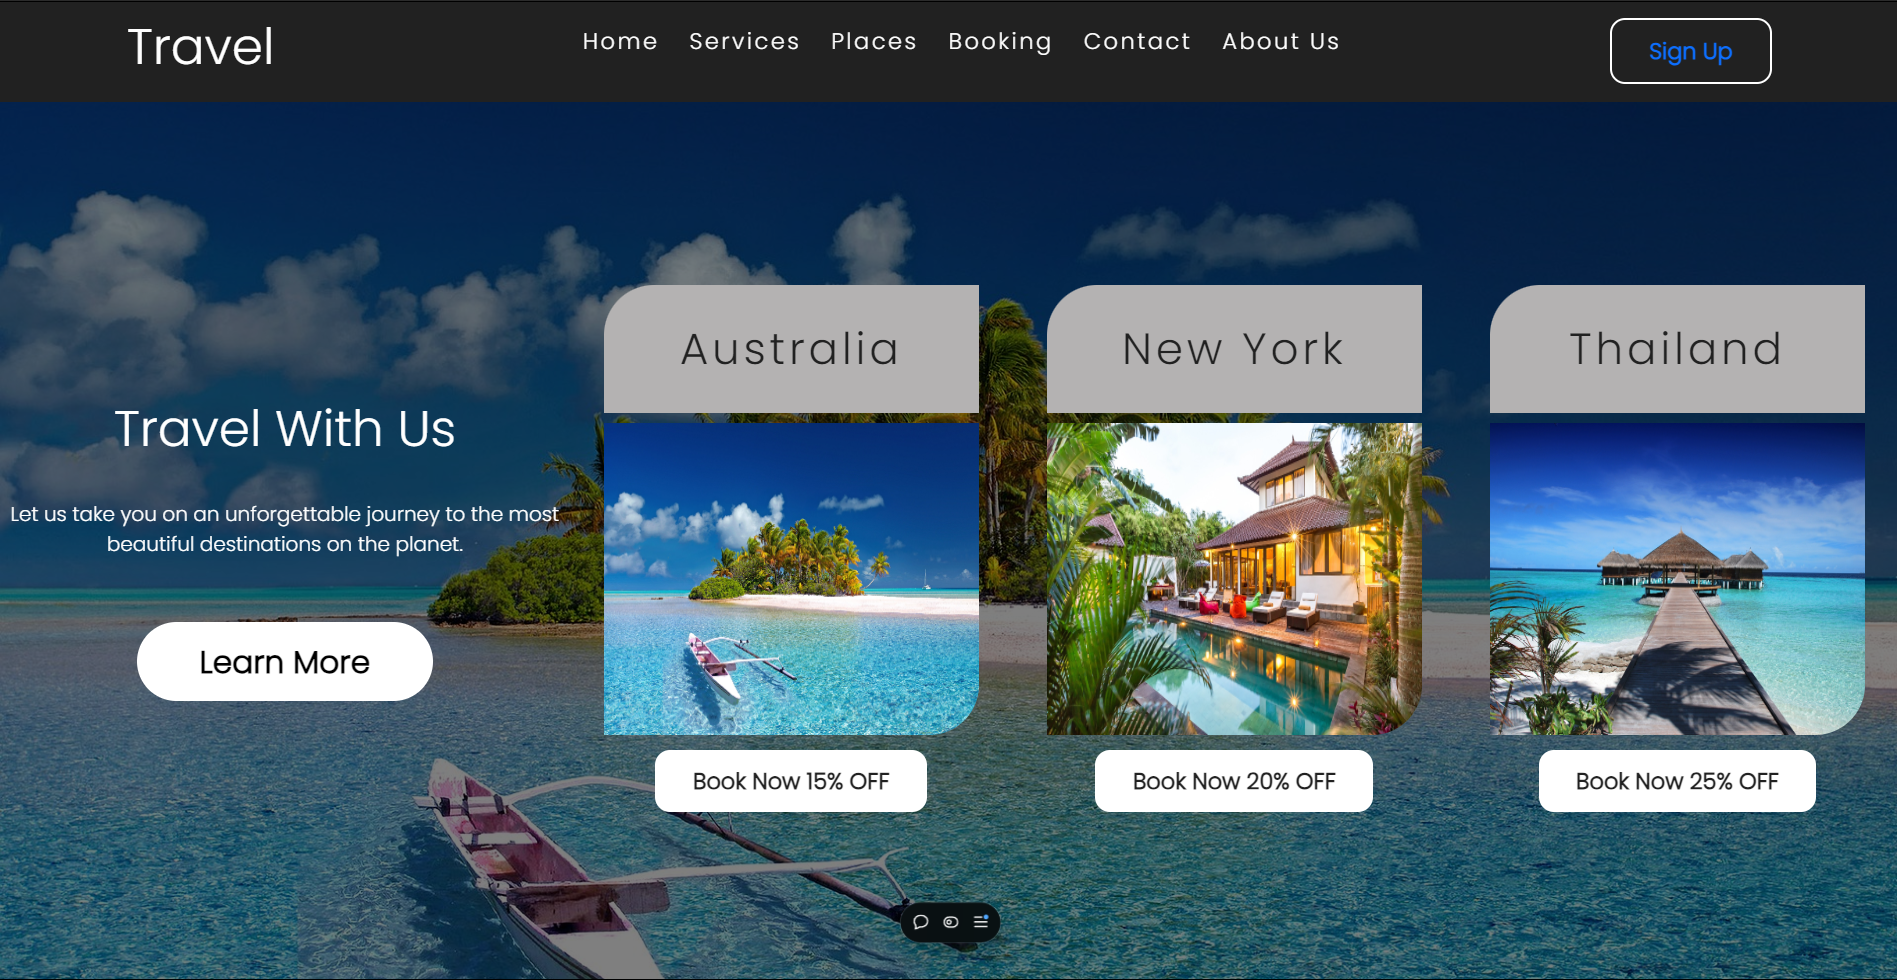 Travel
Home Services Places Booking Contact About Us
Sign Up
Travel With Us
Let us take you on an unforgettable journey to the most
beautiful destinations on the planet.
Learn More
Australia
Book Now 15% OFF
New York
Book Now 20% OFF
Thailand
Book Now 25% OFF